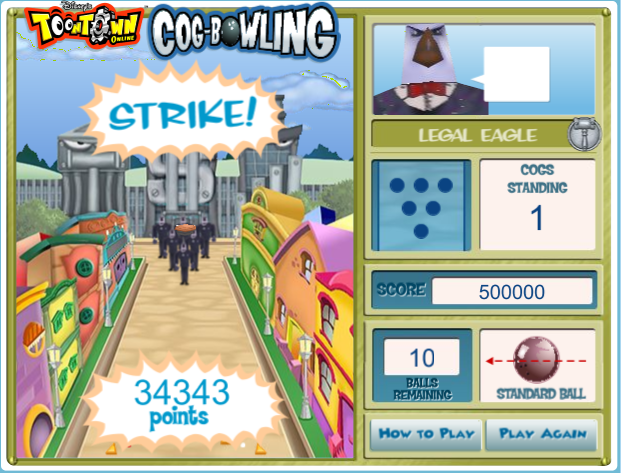 Disney's
TOONTOWN
ONLINE
COG-BOWLING
STRIKE!
34343
points
LEGAL EAGLE
COGS
STANDING
1
SCORE 500000
10
BALLS
REMAINING
STANDARD BALL
HOW TO PLAY PLAY AGAIN